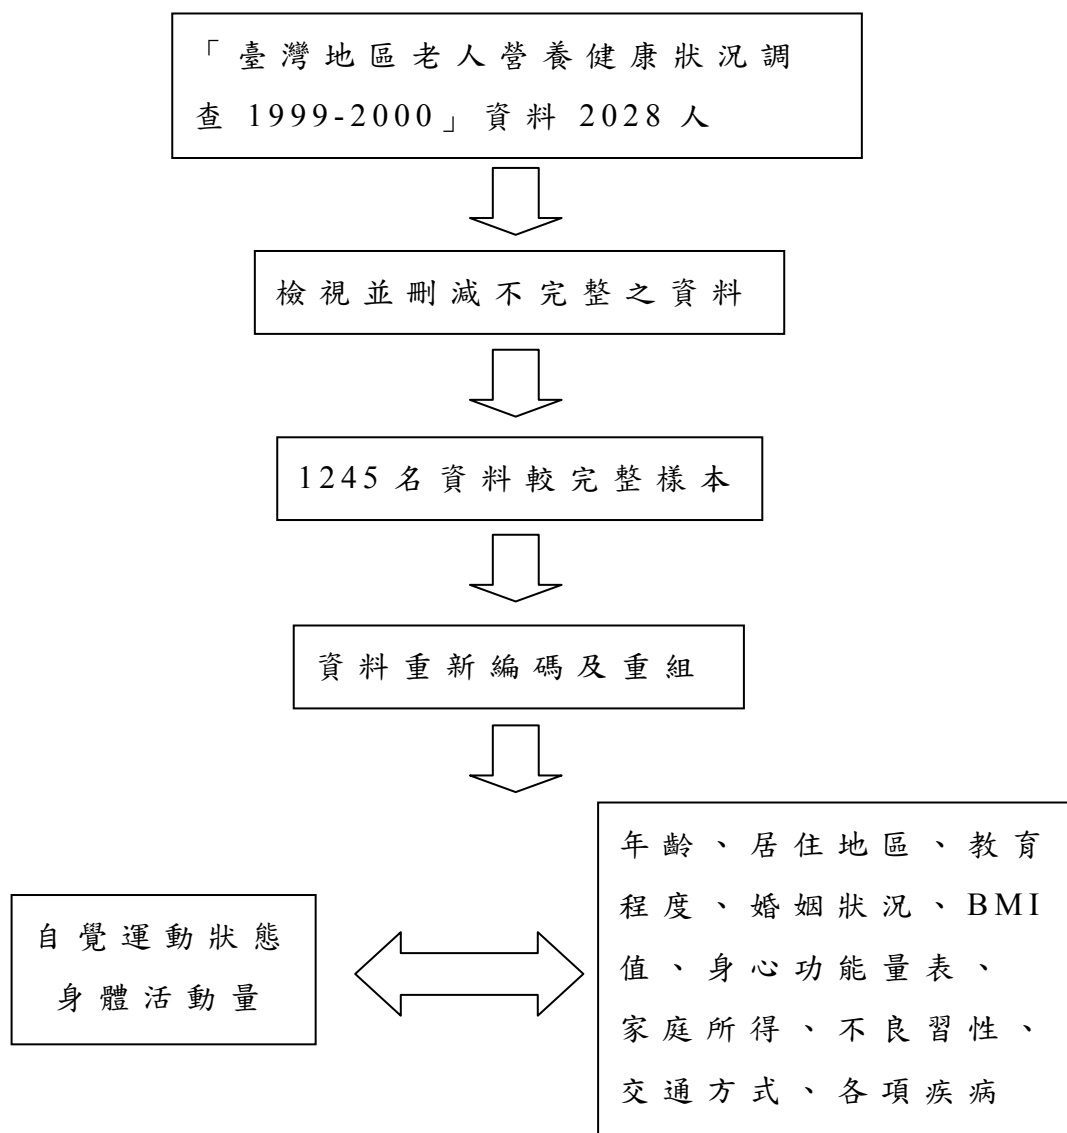 「臺灣地區老人營養健康狀況調
查 1999-2000」資料 2028 人
檢視並刪減不完整之資料
1245 名資料較完整樣本
資料重新編碼及重組
自覺運動狀態
身體活動量
年齡、居住地區、教育
程度、婚姻狀況、BMI
值、身心功能量表、
家庭所得、不良習性、
交通方式、各項疾病